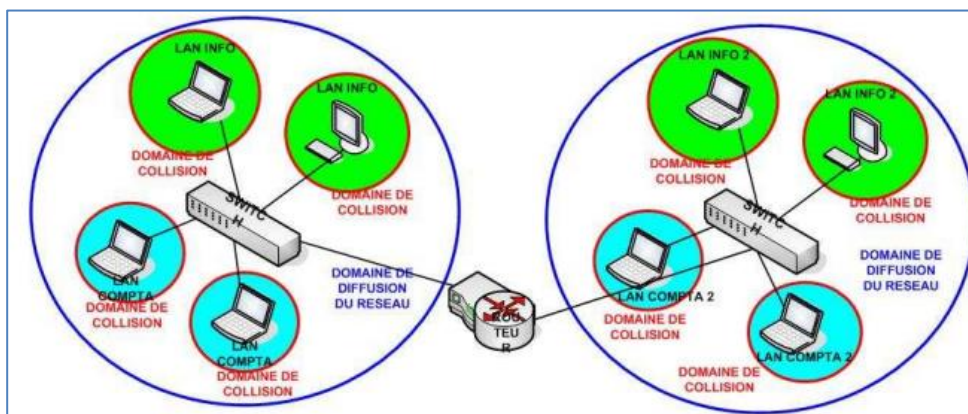 LAN INFO
LAN INFO
DOMAINE DE
COLLISION
DOMAINE DE
COLLISION
SWITC
H
LAN
COMPTA
DOMAINE DE
COLLISION
LAN
COMPTA
DOMAINE DE
COLLISION
DOMAINE DE
DIFFUSION
DU RESEAU
ROU
TEU
R
LAN INFO 2
LAN INFO 2
DOMAINE DE
COLLISION
DOMAINE DE
COLLISION
SWITC
H
LAN COMPTA 2
DOMAINE DE
COLLISION
DOMAINE DE
DIFFUSION
DU RESEAU
LAN COMPTA 2
DOMAINE DE
COLLISION